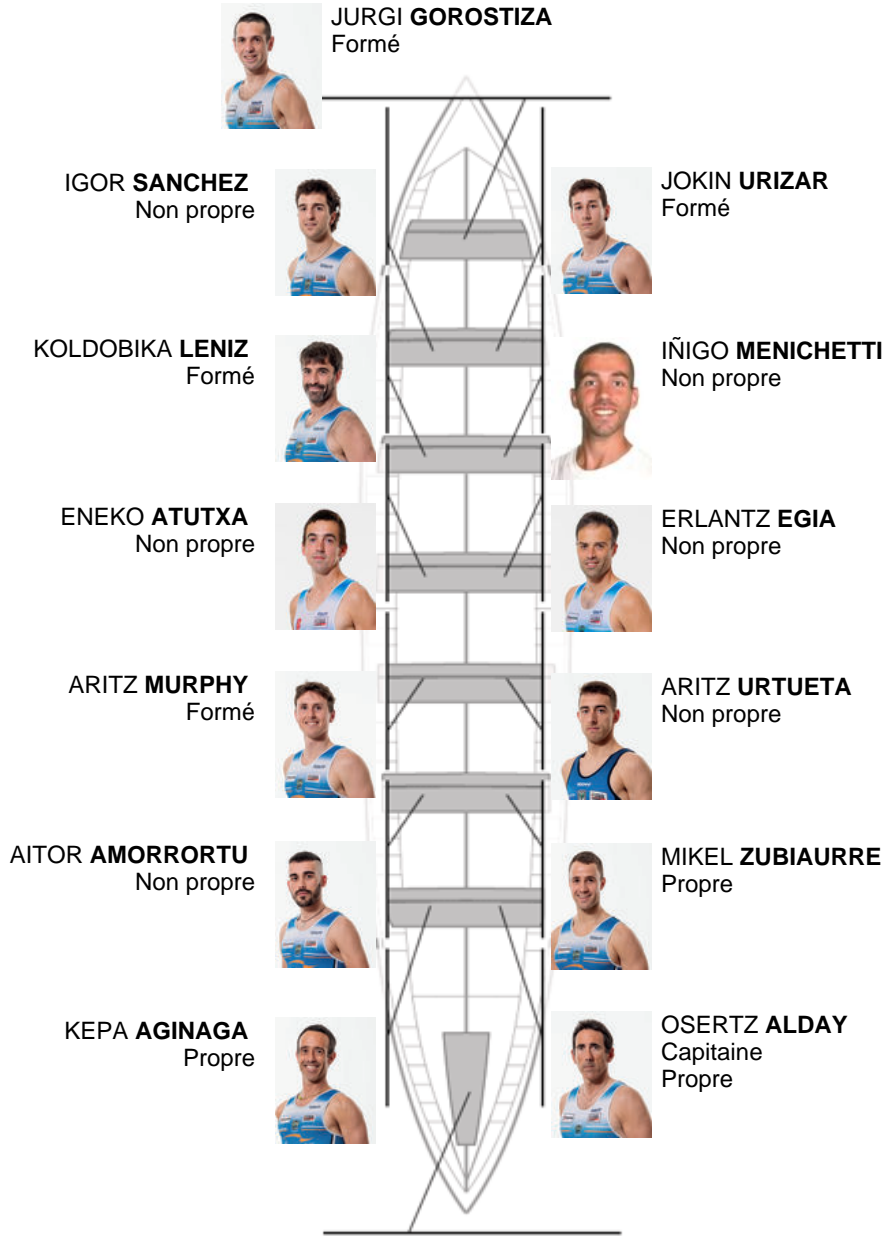 JURGI GOROSTIZA
Formé
IGOR SANCHEZ
Non propre
JOKIN URIZAR
Formé
KOLDOBIKA LENIZ
Formé
IÑIGO MENICHETTI
Non propre
ENEKO ATUTXA
Non propre
ERLANTZ EGIA
Non propre
ARITZ MURPHY
Formé
ARITZ URTUETA
Non propre
AITOR AMORRORTU
Non propre
MIKEL ZUBIAURRE
Propre
KEPA AGINAGA
Propre
OSERTZ ALDAY
Capitaine
Propre